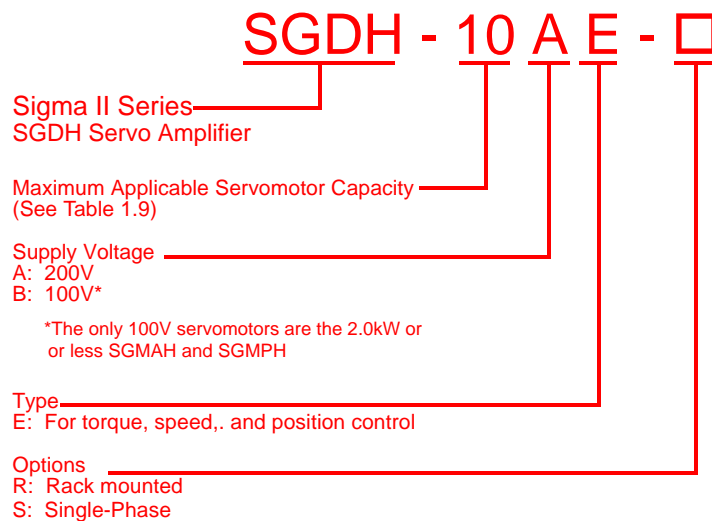 SGDH - 10 A E - □
Sigma II Series
SGDH Servo Amplifier
Maximum Applicable Servomotor Capacity
(See Table 1.9)
Supply Voltage
A: 200V
B: 100V*
*The only 100V servomotors are the 2.0kW or
or less SGMAH and SGMPH
Type
E: For torque, speed,. and position control
Options
R: Rack mounted
S: Single-Phase